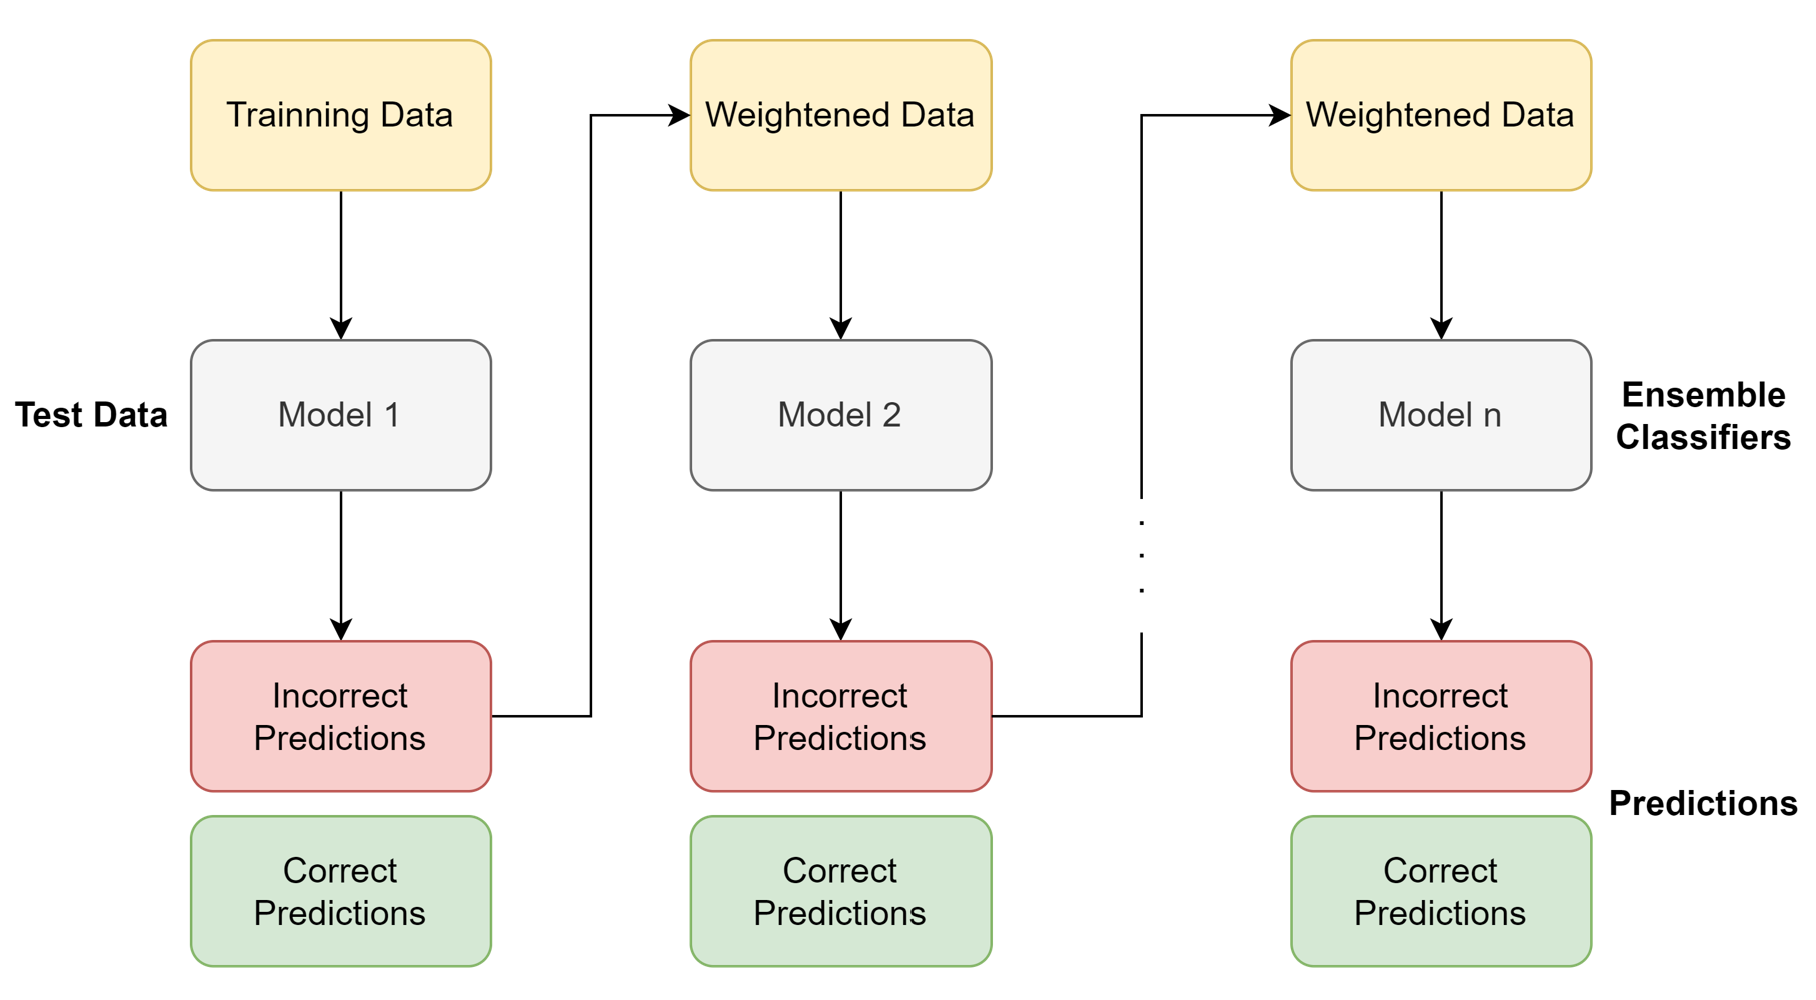 Trainning Data
Weightened Data
Weightened Data
Test Data
Model 1
Model 2
Model n
Ensemble
Classifiers
.
.
.
Incorrect
Predictions
Incorrect
Predictions
Incorrect
Predictions
Predictions
Correct
Predictions
Correct
Predictions
Correct
Predictions